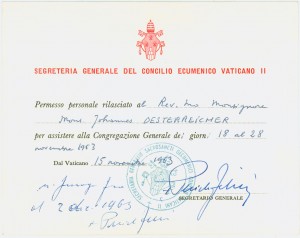 SEGRETERIA GENERALE DEL CONCILIO ECUMENICO VATICANO II
Permesso personale rilasciato al Rev.mo Monsignore
Mons. Johannes OESTERREICHER
per assistere alla Congregazione Generale dei giorni 18 al 28
novembre 1963
Dal Vaticano 15 novembre 1963
SEGRETARIO GENERALE
al 2 dic. 1963